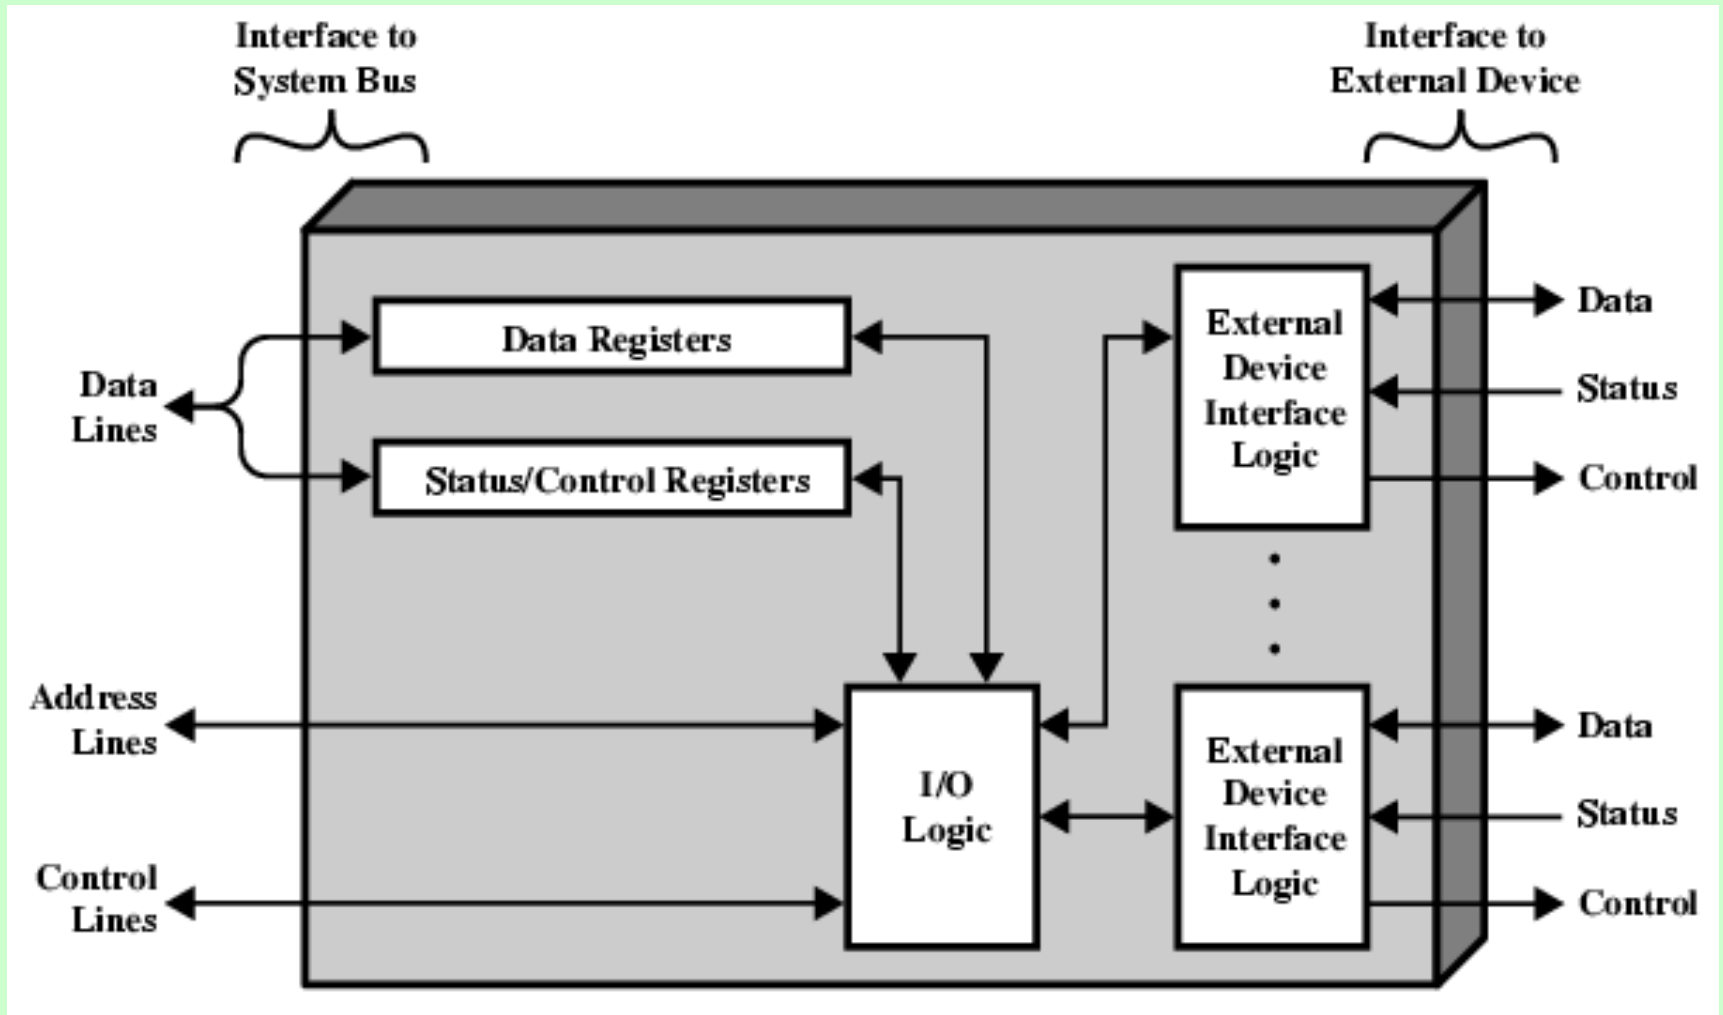 Interface to
System Bus
Interface to
External Device
Data Registers
Status/Control Registers
Data
Lines
Address
Lines
Control
Lines
I/O
Logic
External
Device
Interface
Logic
Data
Status
Control
External
Device
Interface
Logic
Data
Status
Control